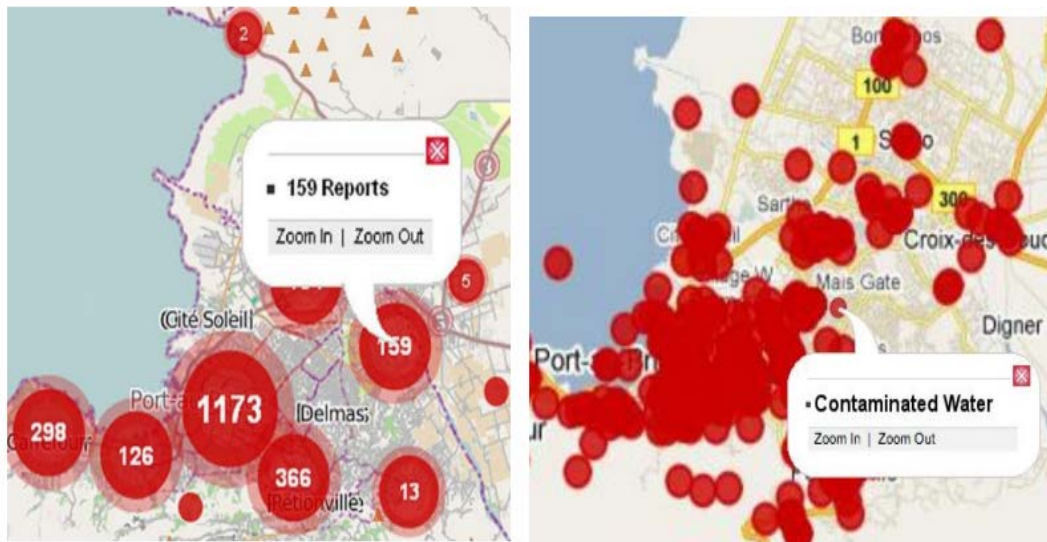 2
159 Reports
Zoom In | Zoom Out
5
(Cité Soleil)
159
Port-a
1173
(Delmas;
298
126
366
13
(Pétionville)
100
1
300
Croix-des
Mais Gate
Digner
Port-a
Contaminated Water
Zoom In | Zoom Out